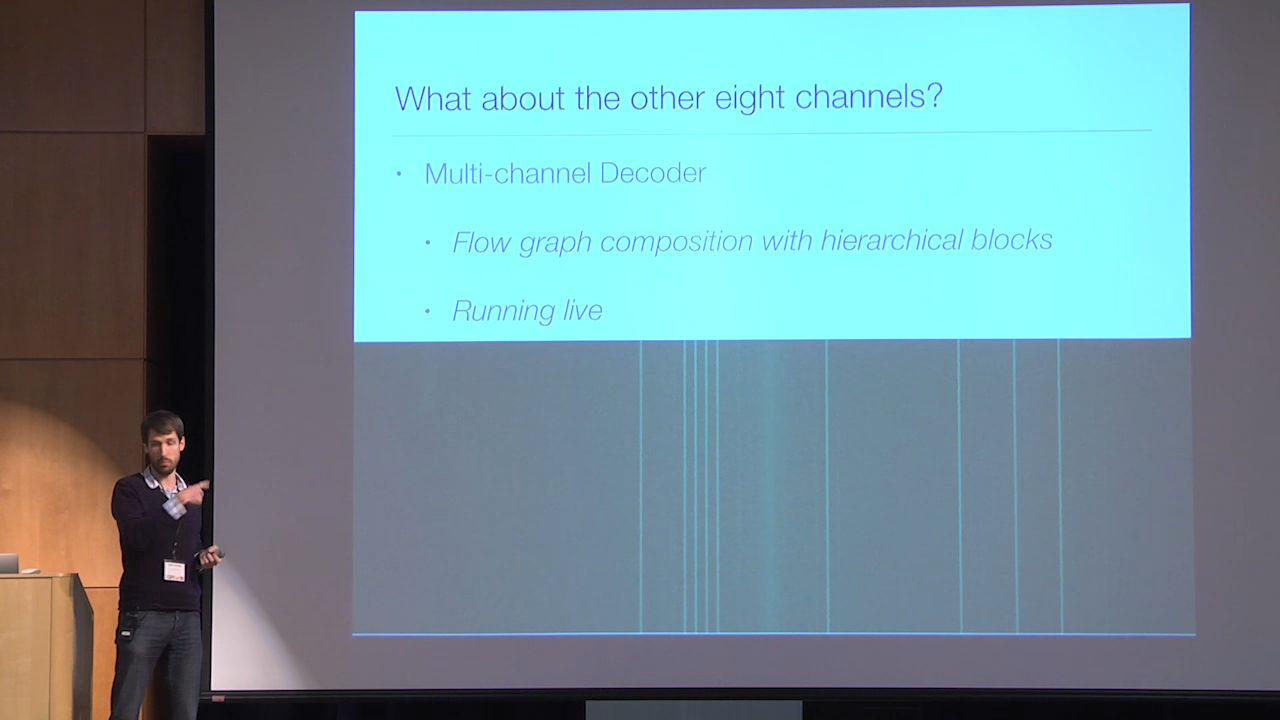 What about the other eight channels?
• Multi-channel Decoder
• Flow graph composition with hierarchical blocks
• Running live